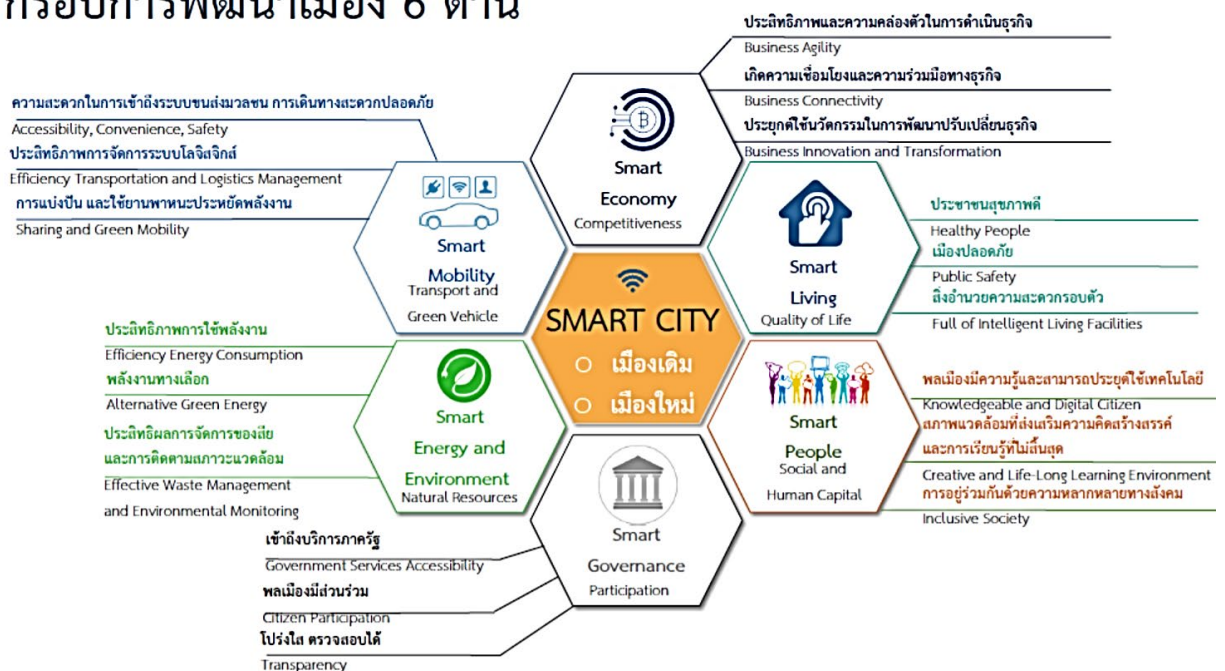 กรอบการพัฒนาเมือง 6 ด้าน
ประสิทธิภาพและความคล่องตัวในการดำเนินธุรกิจ
Business Agility
เกิดความเชื่อมโยงและความร่วมมือทางธุรกิจ
Business Connectivity
ประยุกต์ใช้นวัตกรรมในการพัฒนาปรับเปลี่ยนธุรกิจ
Business Innovation and Transformation
Smart
Economy
Competitiveness
ความสะดวกในการเข้าถึงระบบขนส่งมวลชน การเดินทางสะดวกปลอดภัย
Accessibility, Convenience, Safety
ประสิทธิภาพการจัดการระบบโลจิสจิกส์
Efficiency Transportation and Logistics Management
การแบ่งปัน และใช้ยานพาหนะประหยัดพลังงาน
Sharing and Green Mobility
Smart
Mobility
Transport and
Green Vehicle
Smart
Living
Quality of Life
ประชาชนสุขภาพดี
Healthy People
เมืองปลอดภัย
Public Safety
สิ่งอำนวยความสะดวกรอบตัว
Full of Intelligent Living Facilities
SMART CITY
เมืองเดิม
เมืองใหม่
ประสิทธิภาพการใช้พลังงาน
Efficiency Energy Consumption
พลังงานทางเลือก
Alternative Green Energy
ประสิทธิผลการจัดการของเสีย
และการติดตามสภาวะแวดล้อม
Effective Waste Management
and Environmental Monitoring
Smart
Energy and
Environment
Natural Resources
Smart
People
Social and
Human Capital
พลเมืองมีความรู้และสามารถประยุต์ใช้เทคโนโลยี
Knowledgeable and Digital Citizen
สภาพแวดล้อมที่ส่งเสริมความคิดสร้างสรรค์
และการเรียนรู้ที่ไม่สิ้นสุด
Creative and Life-Long Learning Environment
การอยู่ร่วมกันด้วยความหลากหลายทางสังคม
Inclusive Society
Smart
Governance
Participation
เข้าถึงบริการภาครัฐ
Government Services Accessibility
พลเมืองมีส่วนร่วม
Citizen Participation
โปร่งใส ตรวจสอบได้
Transparency